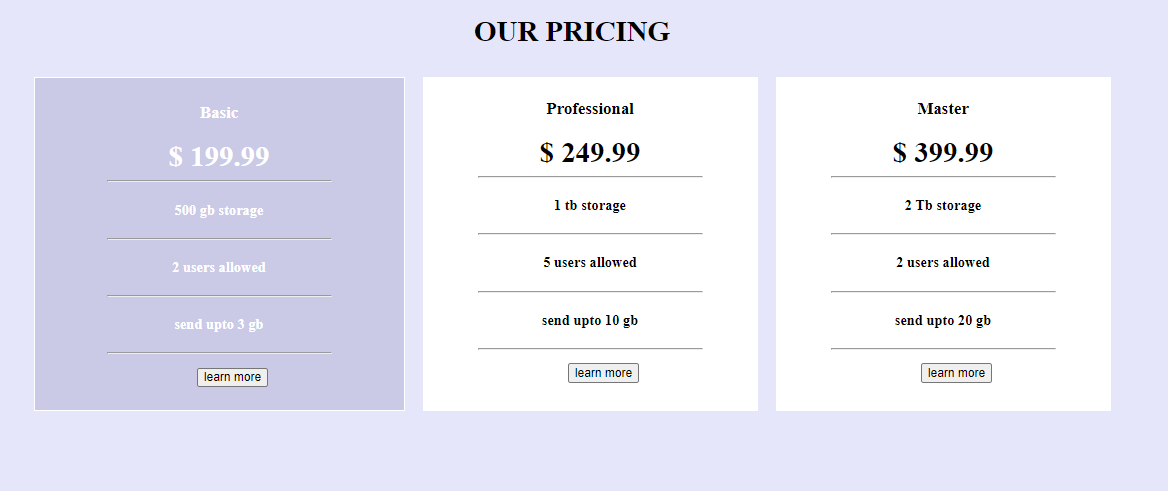 OUR PRICING
Basic
$ 199.99
500 gb storage
2 users allowed
send upto 3 gb
learn more
Professional
$ 249.99
1 tb storage
5 users allowed
send upto 10 gb
learn more
Master
$ 399.99
2 Tb storage
2 users allowed
send upto 20 gb
learn more